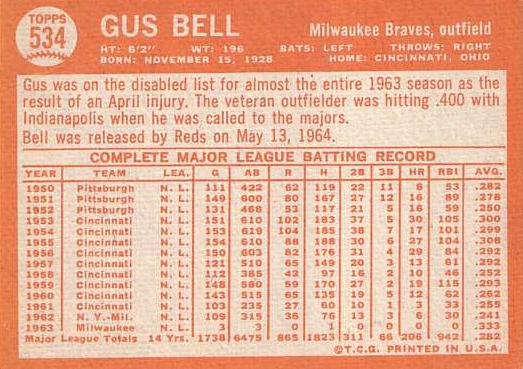 TOPPS
534
GUS BELL
Milwaukee Braves, outfield
HT: 6'2" WT: 196 BATS: LEFT THROWS: RIGHT
BORN: NOVEMBER 15, 1928 HOME: CINCINNATI, OHIO
Gus was on the disabled list for almost the entire 1963 season as the
result of an April injury. The veteran outfielder was hitting .400 with
Indianapolis when he was called to the majors.
Bell was released by Reds on May 13, 1964.
COMPLETE MAJOR LEAGUE BATTING RECORD
YEAR TEAM LEA. G AB R H 2B 3B HR RBI AVG.
1950 Pittsburgh N. L. 111 422 62 119 22 11 8 53 .282
1951 Pittsburgh N. L. 149 600 80 167 27 12 16 89 .278
1952 Pittsburgh N. L. 131 468 53 117 21 5 16 59 .250
1953 Cincinnati N. L. 151 610 102 183 37 5 30 105 .300
1954 Cincinnati N. L. 153 619 104 185 38 7 17 101 .299
1955 Cincinnati N. L. 154 610 88 188 30 6 27 104 .308
1956 Cincinnati N. L. 150 603 82 176 31 4 29 84 .292
1957 Cincinnati N. L. 121 510 65 149 20 3 13 61 .292
1958 Cincinnati N. L. 112 385 42 97 16 2 10 46 .252
1959 Cincinnati N. L. 148 580 59 170 27 2 19 115 .293
1960 Cincinnati N. L. 143 515 65 135 19 5 12 62 .262
1961 Cincinnati N. L. 103 235 27 60 10 1 3 33 .255
1962 N. Y.-Mil. N. L. 109 315 36 76 13 3 6 30 .241
1963 Milwaukee N. L. 3 3 0 1 0 0 0 0 .333
Major League Totals 14 Yrs. 1738 6475 865 1823 311 66 206 942 .282
©T.C.G. PRINTED IN U.S.A.